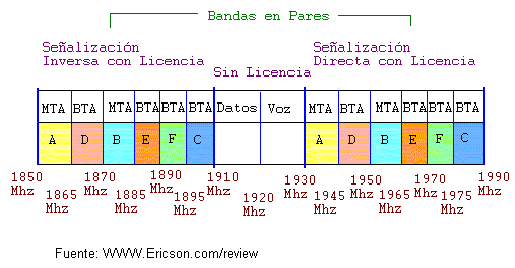 Bandas en Pares
Señalización
Inversa con Licencia
Señalización
Directa con Licencia
Sin Licencia
MTA BTA MTA BTA BTA BTA Datos Voz MTA BTA MTA BTA BTA BTA
A D B E F C A D B E F C
1850 Mhz 1865 Mhz 1870 Mhz 1885 Mhz 1890 Mhz 1895 Mhz 1910 Mhz 1920 Mhz 1930 Mhz 1945 Mhz 1950 Mhz 1965 Mhz 1970 Mhz 1975 Mhz 1990 Mhz
Fuente: WWW.Ericson.com/review